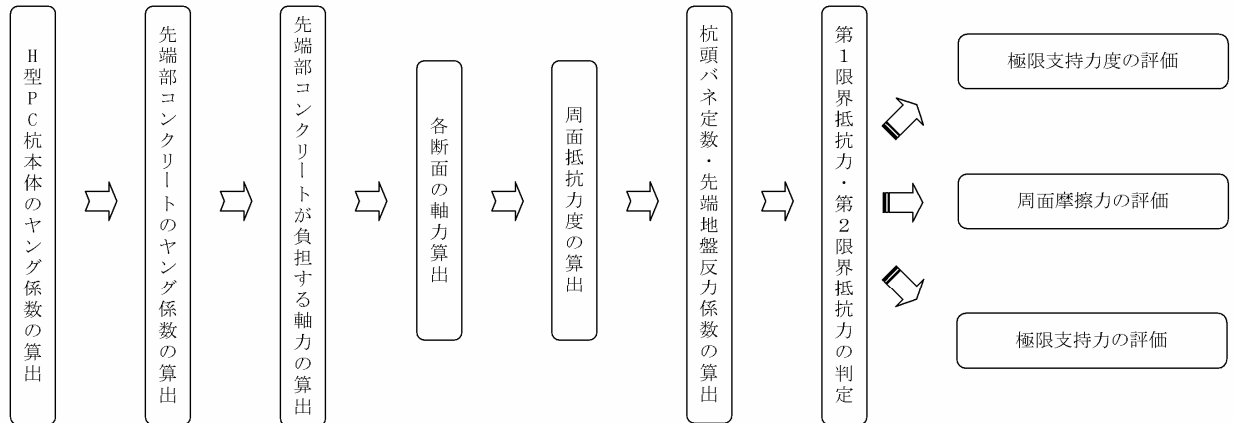 H型PC杭本体のヤング係数の算出
先端部コンクリートのヤング係数の算出
先端部コンクリートが負担する軸力の算出
各断面の軸力算出
周面抵抗力度の算出
杭頭バネ定数・先端地盤反力係数の算出
第1限界抵抗力・第2限界抵抗力の判定
極限支持力度の評価
周面摩擦力の評価
極限支持力の評価